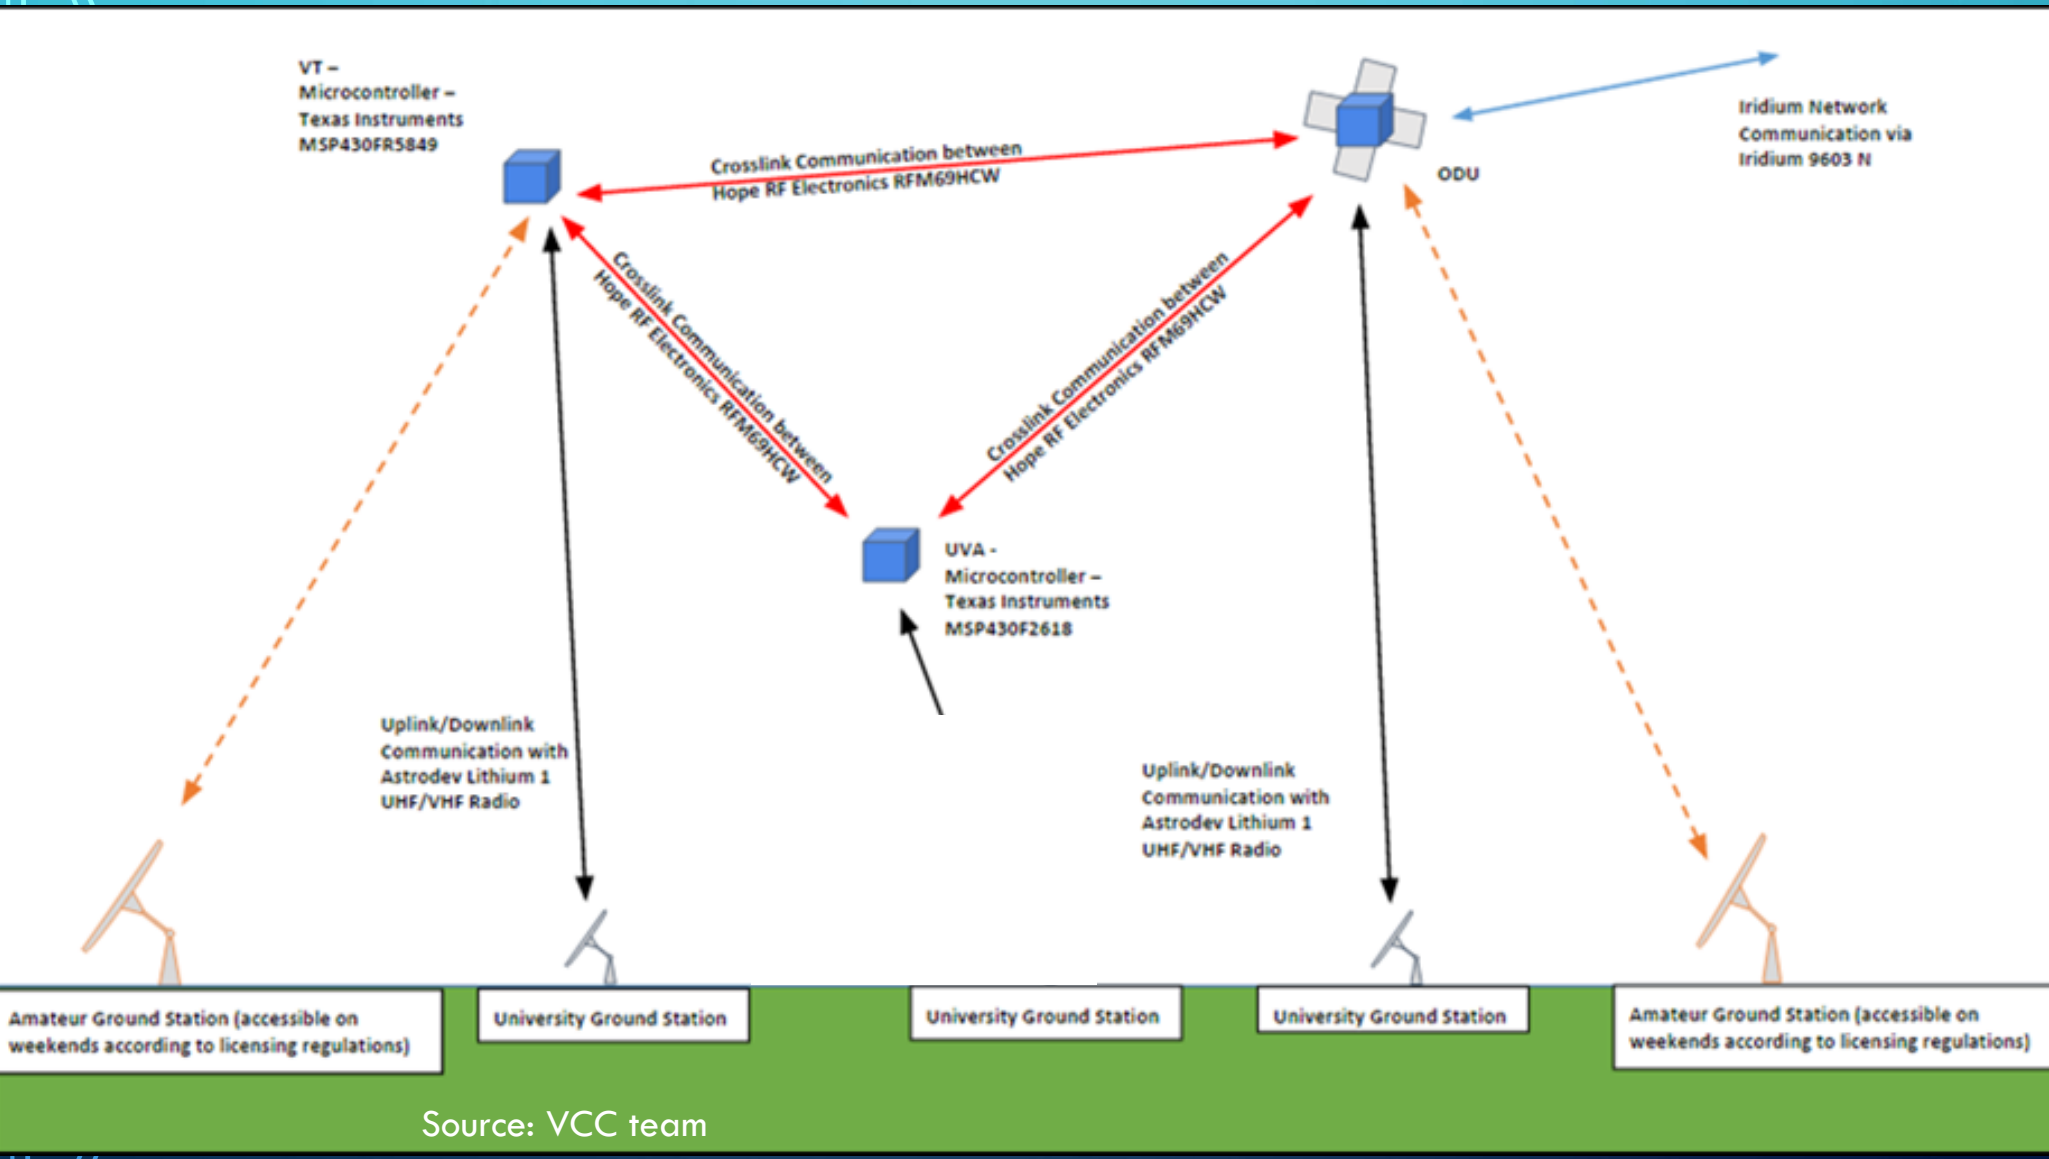 VT –
Microcontroller –
Texas Instruments
MSP430FR5849
Crosslink Communication between
Hope RF Electronics RFM69HCW
ODU
Iridium Network
Communication via
Iridium 9603 N
Crosslink Communication between
Hope RF Electronics RFM69HCW
Crosslink Communication between
Hope RF Electronics RFM69HCW
UVA -
Microcontroller –
Texas Instruments
MSP430F2618
Uplink/Downlink
Communication with
Astrodev Lithium 1
UHF/VHF Radio
Uplink/Downlink
Communication with
Astrodev Lithium 1
UHF/VHF Radio
Amateur Ground Station (accessible on
weekends according to licensing regulations)
University Ground Station
University Ground Station
University Ground Station
Amateur Ground Station (accessible on
weekends according to licensing regulations)
Source: VCC team